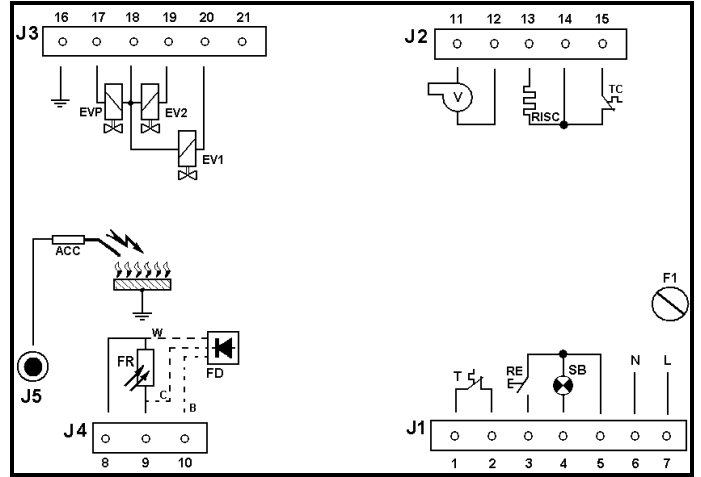 16 17 18 19 20 21
J3
EVP
EV2
EV1
11 12 13 14 15
J2
V
RISC
TC
ACC
J5
W
FR
FD
C
B
J4
8 9 10
F1
T
RE
SB
N
L
J1
1 2 3 4 5 6 7